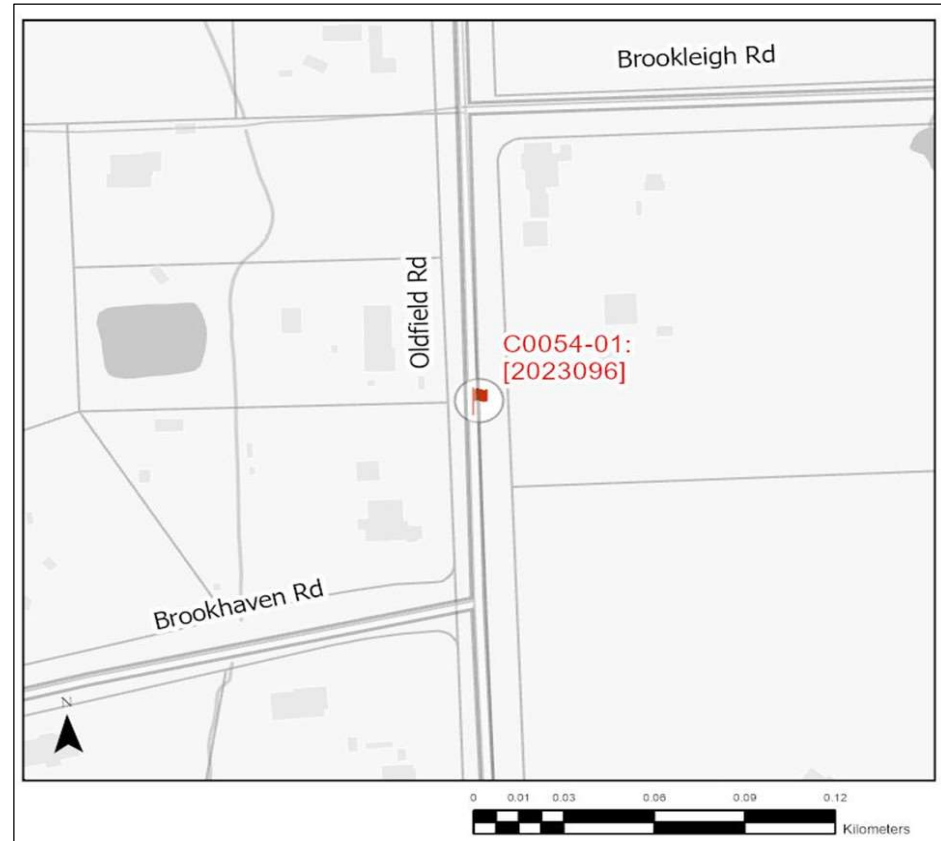 Brookleigh Rd
Oldfield Rd
C0054-01:
[2023096]
Brookhaven Rd
N
0 0.01 0.03 0.06 0.09 0.12
Kilometers